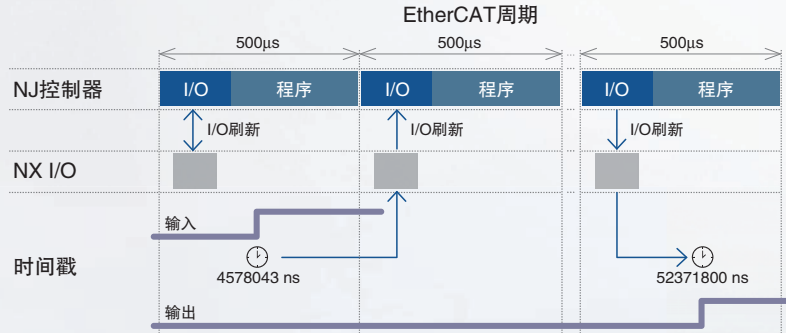 EtherCAT周期
500μs 500μs ... 500μs
NJ控制器 I/O 程序 I/O 程序 I/O 程序
I/O刷新 I/O刷新 I/O刷新
NX I/O
输入
时间戳
4578043 ns 52371800 ns
输出